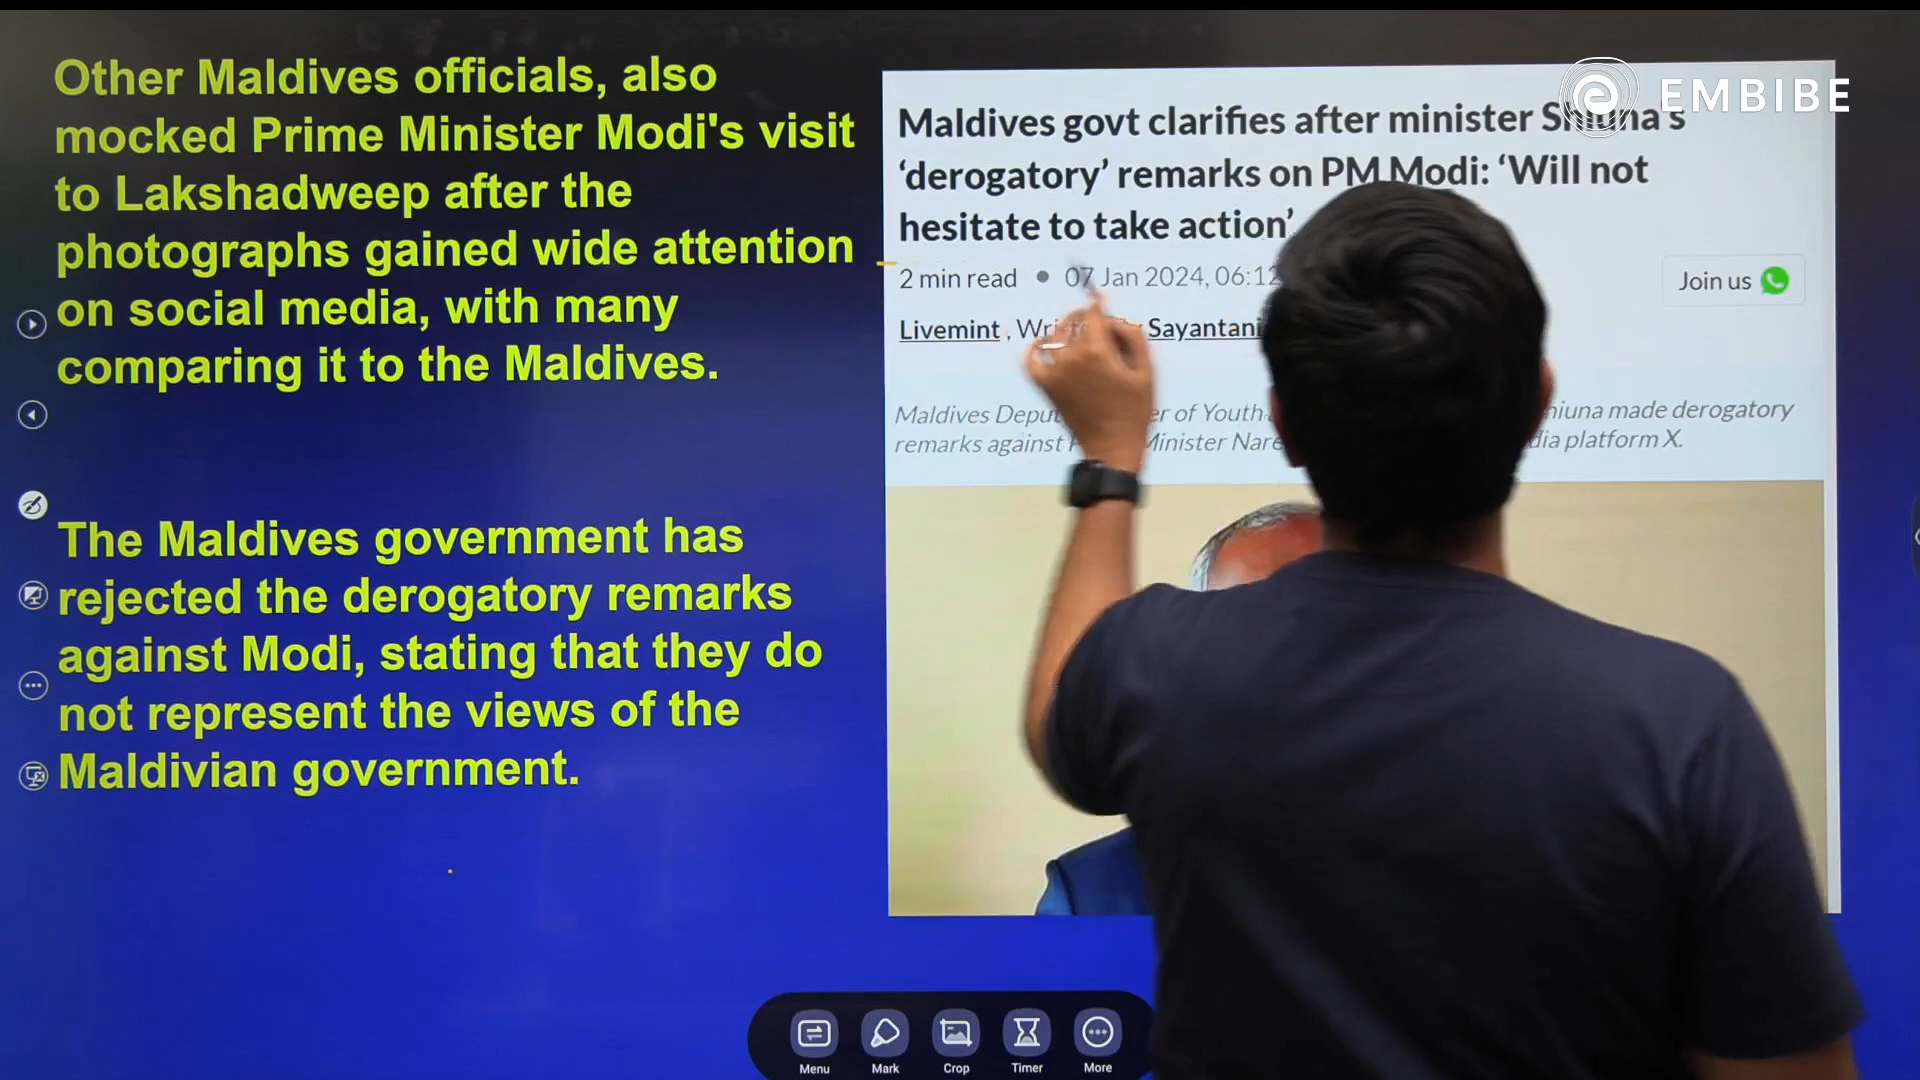 Other Maldives officials, also
mocked Prime Minister Modi's visit
to Lakshadweep after the
photographs gained wide attention
on social media, with many
comparing it to the Maldives.
The Maldives government has
rejected the derogatory remarks
against Modi, stating that they do
not represent the views of the
Maldivian government.
EMBIBE
Maldives govt clarifies after minister Shiuna's
‘derogatory’ remarks on PM Modi: ‘Will not
hesitate to take action’
2 min read • 07 Jan 2024, 06:12
Join us
Livemint, Sayantani
Maldives of Youth made derogatory
remarks against Minister platform X.
Menu Mark Crop Timer More